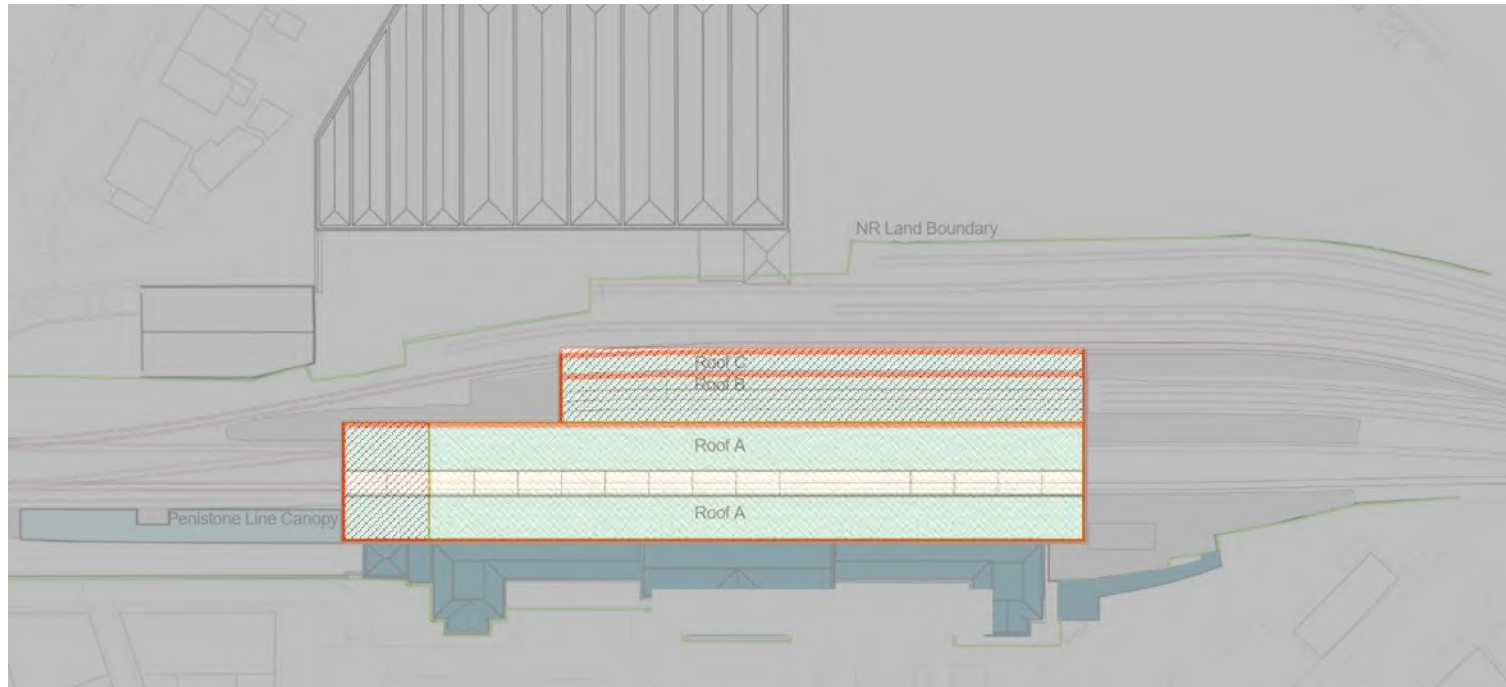 NR Land Boundary
Roof C
Roof B
Roof A
Roof A
Penistone Line Canopy